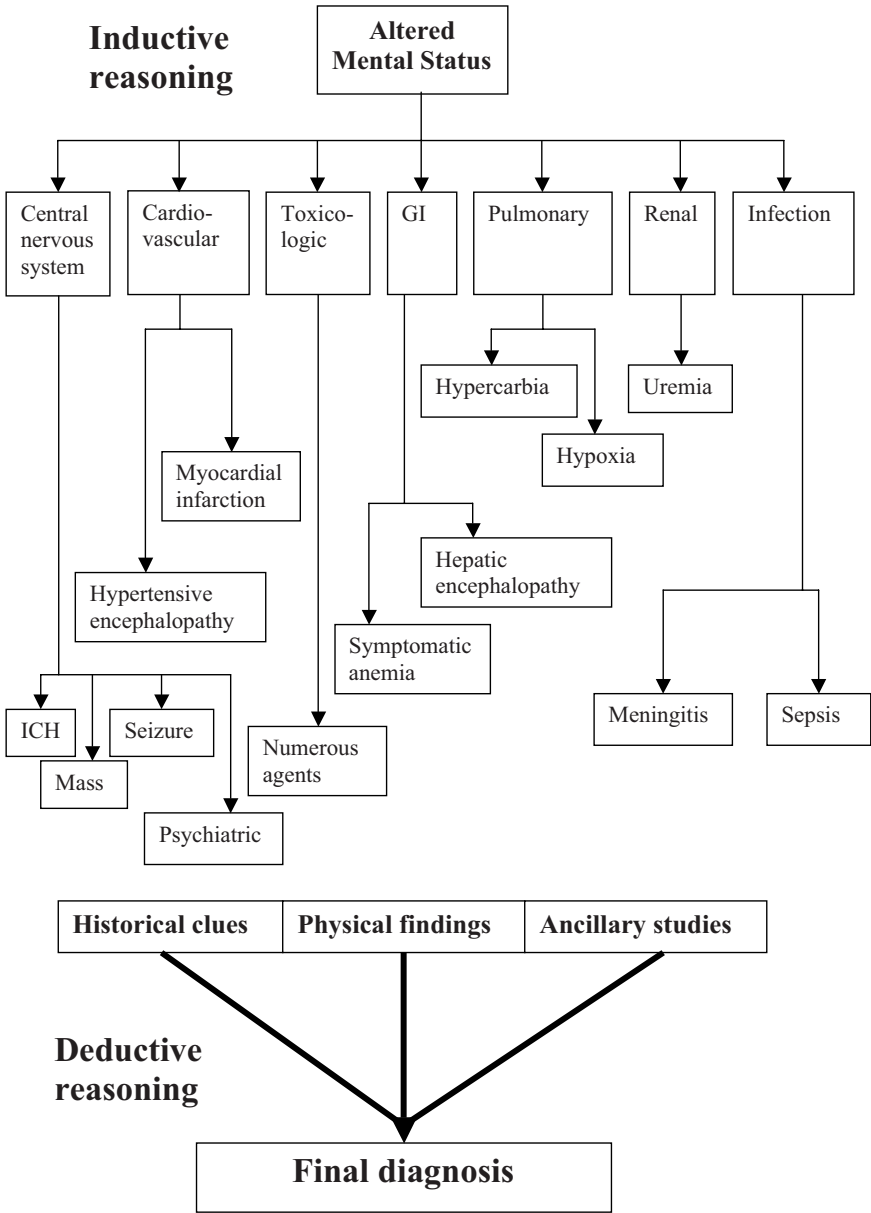 Inductive
reasoning
Altered
Mental Status
Central
nervous
system
Cardio-
vascular
Toxico-
logic
GI
Pulmonary
Renal
Infection
Hypercarbia
Uremia
Hypoxia
Myocardial
infarction
Hepatic
encephalopathy
Hypertensive
encephalopathy
Symptomatic
anemia
ICH
Seizure
Meningitis
Sepsis
Numerous
agents
Mass
Psychiatric
Historical clues
Physical findings
Ancillary studies
Deductive
reasoning
Final diagnosis